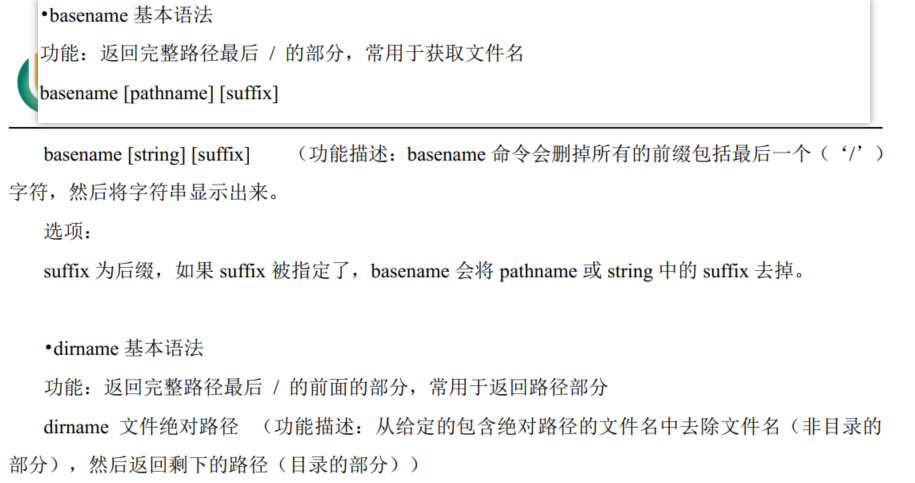 •basename 基本语法
功能：返回完整路径最后 / 的部分，常用于获取文件名
basename [pathname] [suffix]
basename [string] [suffix] （功能描述：basename 命令会删掉所有的前缀包括最后一个（‘/’）
字符，然后将字符串显示出来。
选项：
suffix 为后缀，如果 suffix 被指定了，basename 会将 pathname 或 string 中的 suffix 去掉。
•dirname 基本语法
功能：返回完整路径最后 / 的前面的部分，常用于返回路径部分
dirname 文件绝对路径 （功能描述：从给定的包含绝对路径的文件名中去除文件名（非目录的
部分），然后返回剩下的路径（目录的部分））